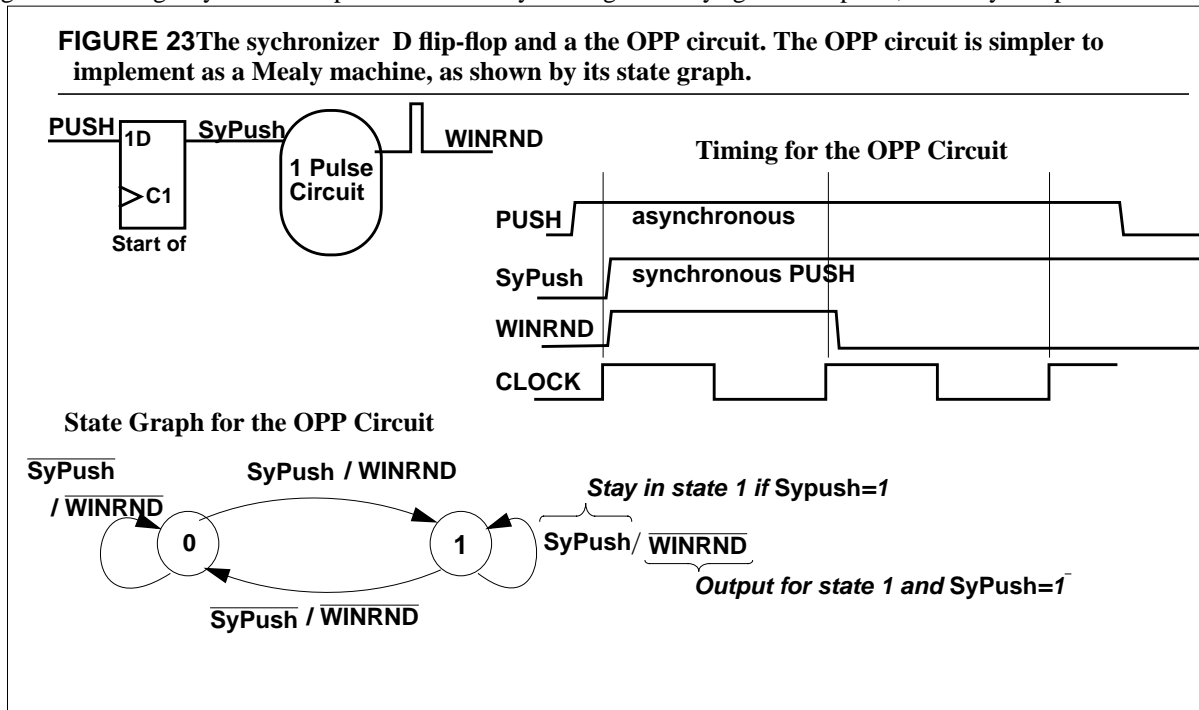 FIGURE 23The sychronizer D flip-flop and a the OPP circuit. The OPP circuit is simpler to
implement as a Mealy machine, as shown by its state graph.
PUSH
1D
C1
Start of
SyPush
1 Pulse
Circuit
WINRND
Timing for the OPP Circuit
PUSH
asynchronous
SyPush
synchronous PUSH
WINRND
CLOCK
State Graph for the OPP Circuit
SyPush
/ WINRND
SyPush / WINRND
0
1
SyPush / WINRND
Stay in state 1 if Sypush=1
SyPush/ WINRND
Output for state 1 and SyPush=1